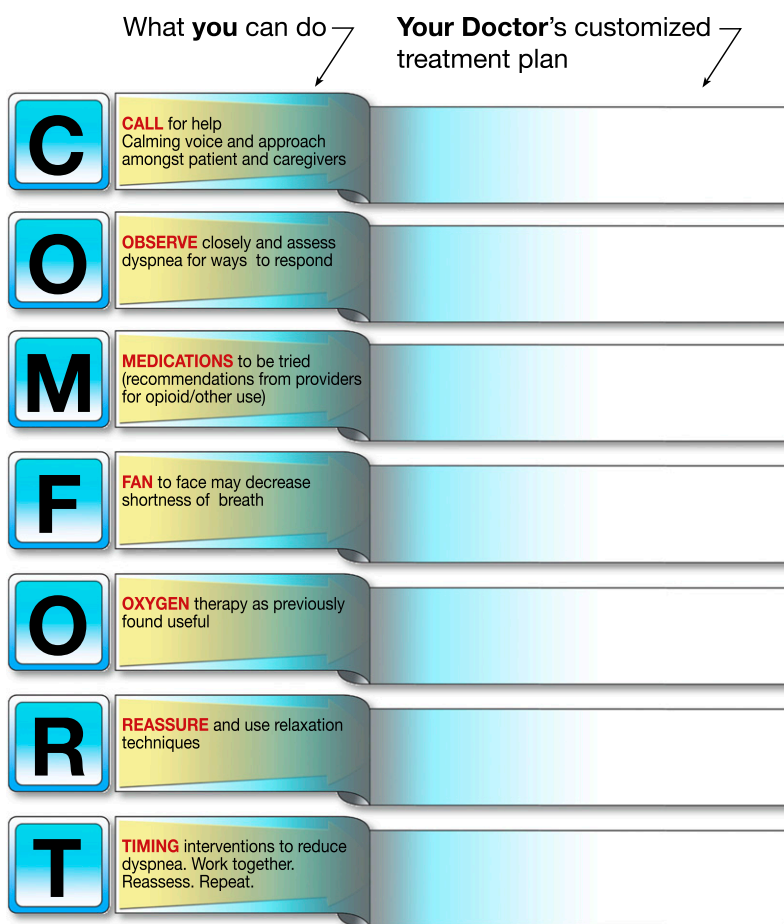 What you can do
Your Doctor's customized
treatment plan
C
CALL for help
Calming voice and approach
amongst patient and caregivers
O
OBSERVE closely and assess
dyspnea for ways to respond
M
MEDICATIONS to be tried
(recommendations from providers
for opioid/other use)
F
FAN to face may decrease
shortness of breath
O
OXYGEN therapy as previously
found useful
R
REASSURE and use relaxation
techniques
T
TIMING interventions to reduce
dyspnea. Work together.
Reassess. Repeat.